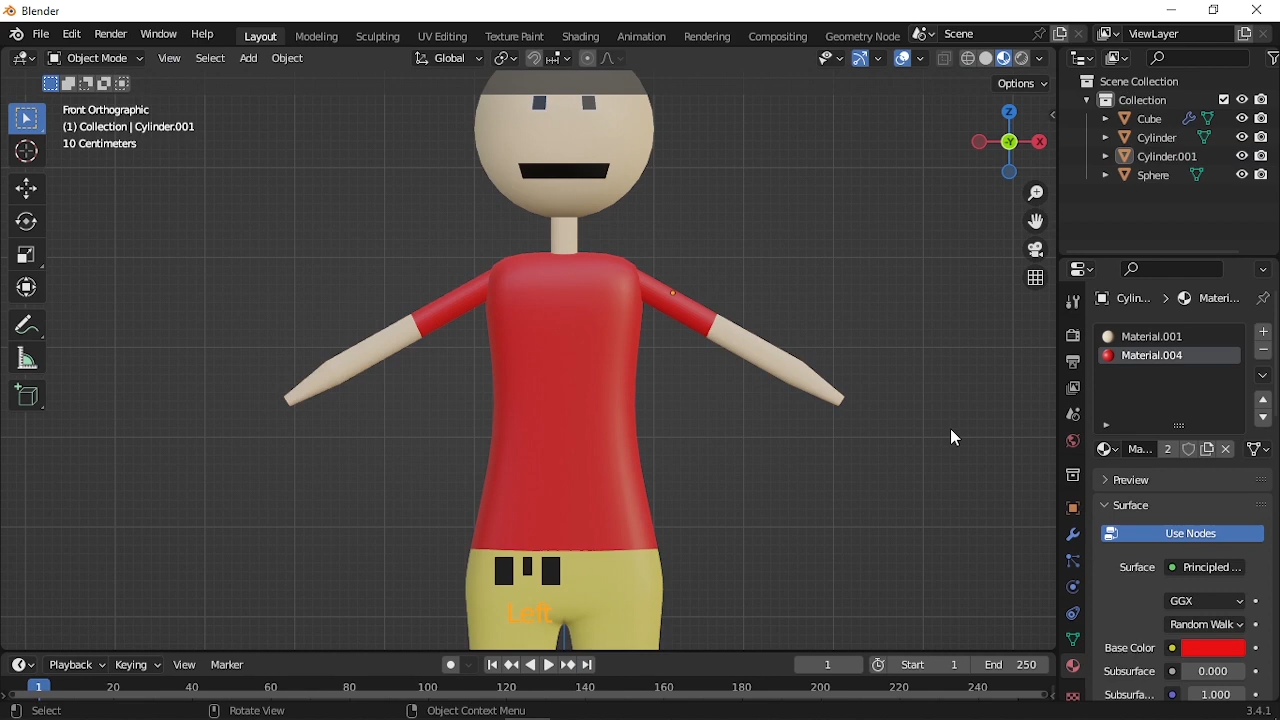 Blender
File Edit Render Window Help
Layout Modeling Sculpting UV Editing Texture Paint Shading Animation Rendering Compositing Geometry Node
Scene
ViewLayer
Object Mode View Select Add Object
Global
Options
Front Orthographic
(1) Collection | Cylinder.001
10 Centimeters
Z
X
-Y
Scene Collection
Collection
Cube
Cylinder
Cylinder.001
Sphere
Cylin... > Materi...
Material.001
Material.004
Ma... 2
Preview
Surface
Use Nodes
Surface Principled ...
GGX
Random Walk
Base Color
Subsurface 0.000
Subsurfa... 1.000
Left
Playback Keying View Marker
1 Start 1 End 250
1 20 40 60 80 100 120 140 160 180 200 220 240
Select Rotate View Object Context Menu 3.4.1